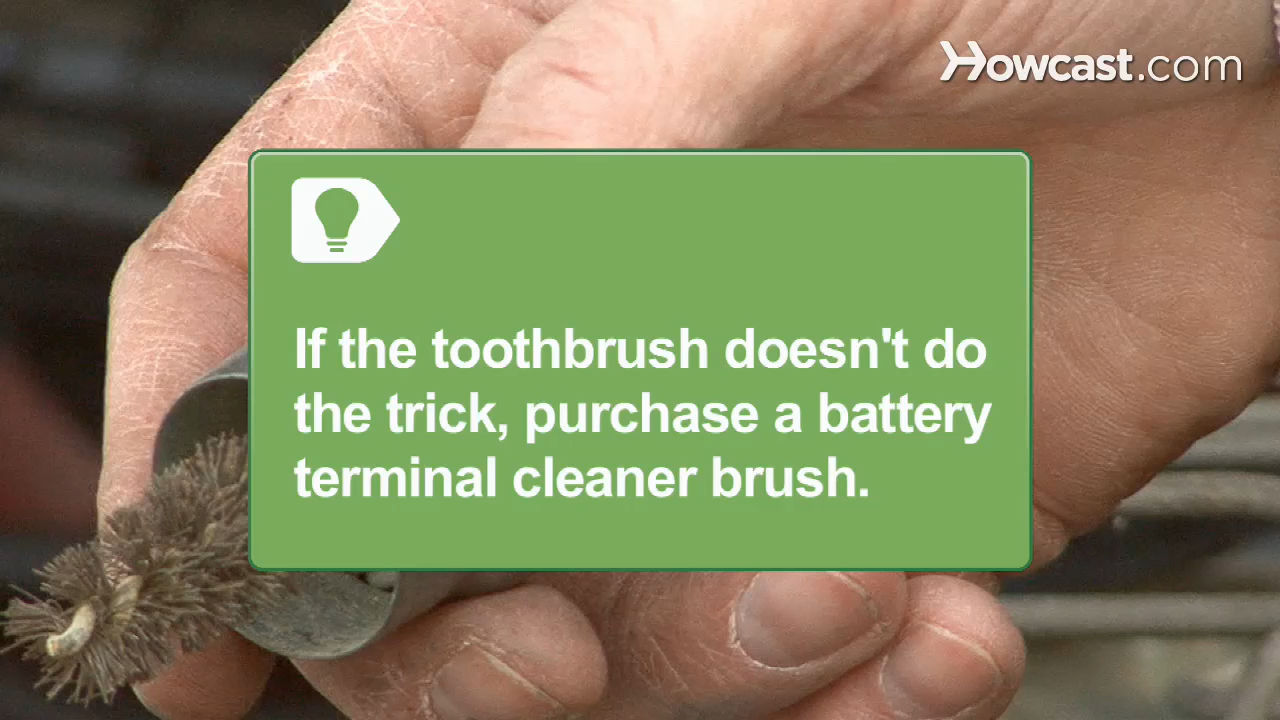 Howcast.com
If the toothbrush doesn't do
the trick, purchase a battery
terminal cleaner brush.